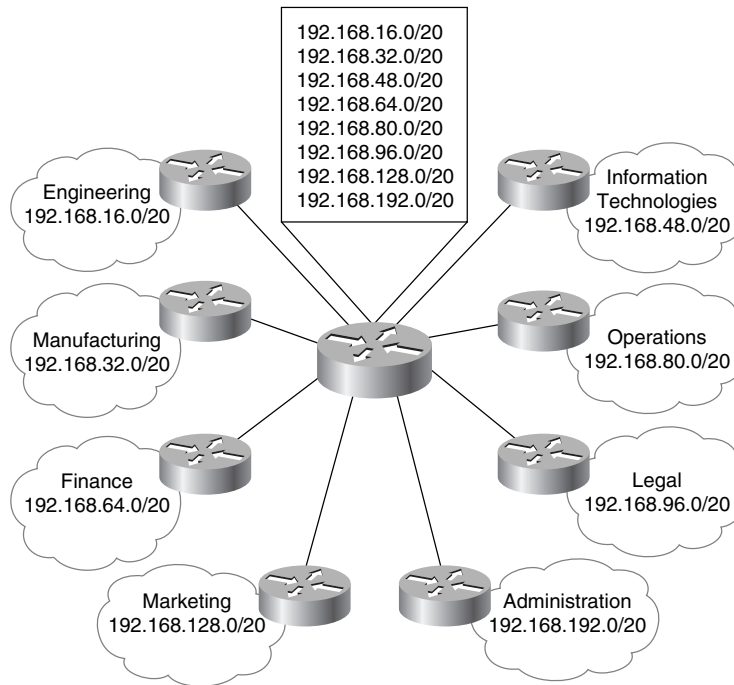 192.168.16.0/20
192.168.32.0/20
192.168.48.0/20
192.168.64.0/20
192.168.80.0/20
192.168.96.0/20
192.168.128.0/20
192.168.192.0/20
Engineering
192.168.16.0/20
Information
Technologies
192.168.48.0/20
Manufacturing
192.168.32.0/20
Operations
192.168.80.0/20
Finance
192.168.64.0/20
Legal
192.168.96.0/20
Marketing
192.168.128.0/20
Administration
192.168.192.0/20